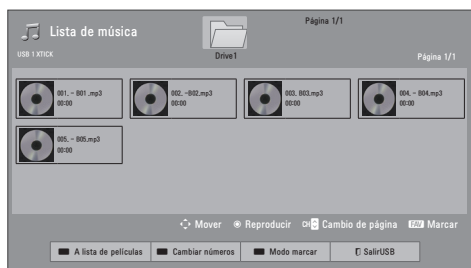 Lista de música
Página 1/1
USB 1 XTICK
Drive1
Página 1/1
001. - B01 .mp3
00:00
002. -B02.mp3
00:00
003. B03.mp3
00:00
004. - B04.mp3
00:00
005. - B05.mp3
00:00
Mover Reproducir CH Cambio de página FAV Marcar
A lista de películas Cambiar números Modo marcar SalirUSB